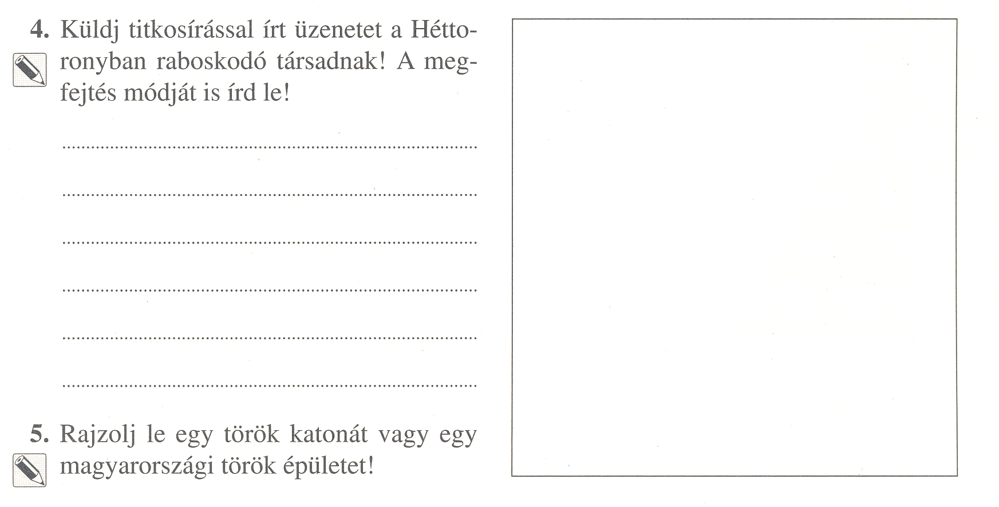 4. Küldj titkosírással írt üzenetet a Hétto-
ronyban raboskodó társadnak! A meg-
fejtés módját is írd le!
5. Rajzolj le egy török katonát vagy egy
magyarországi török épületet!